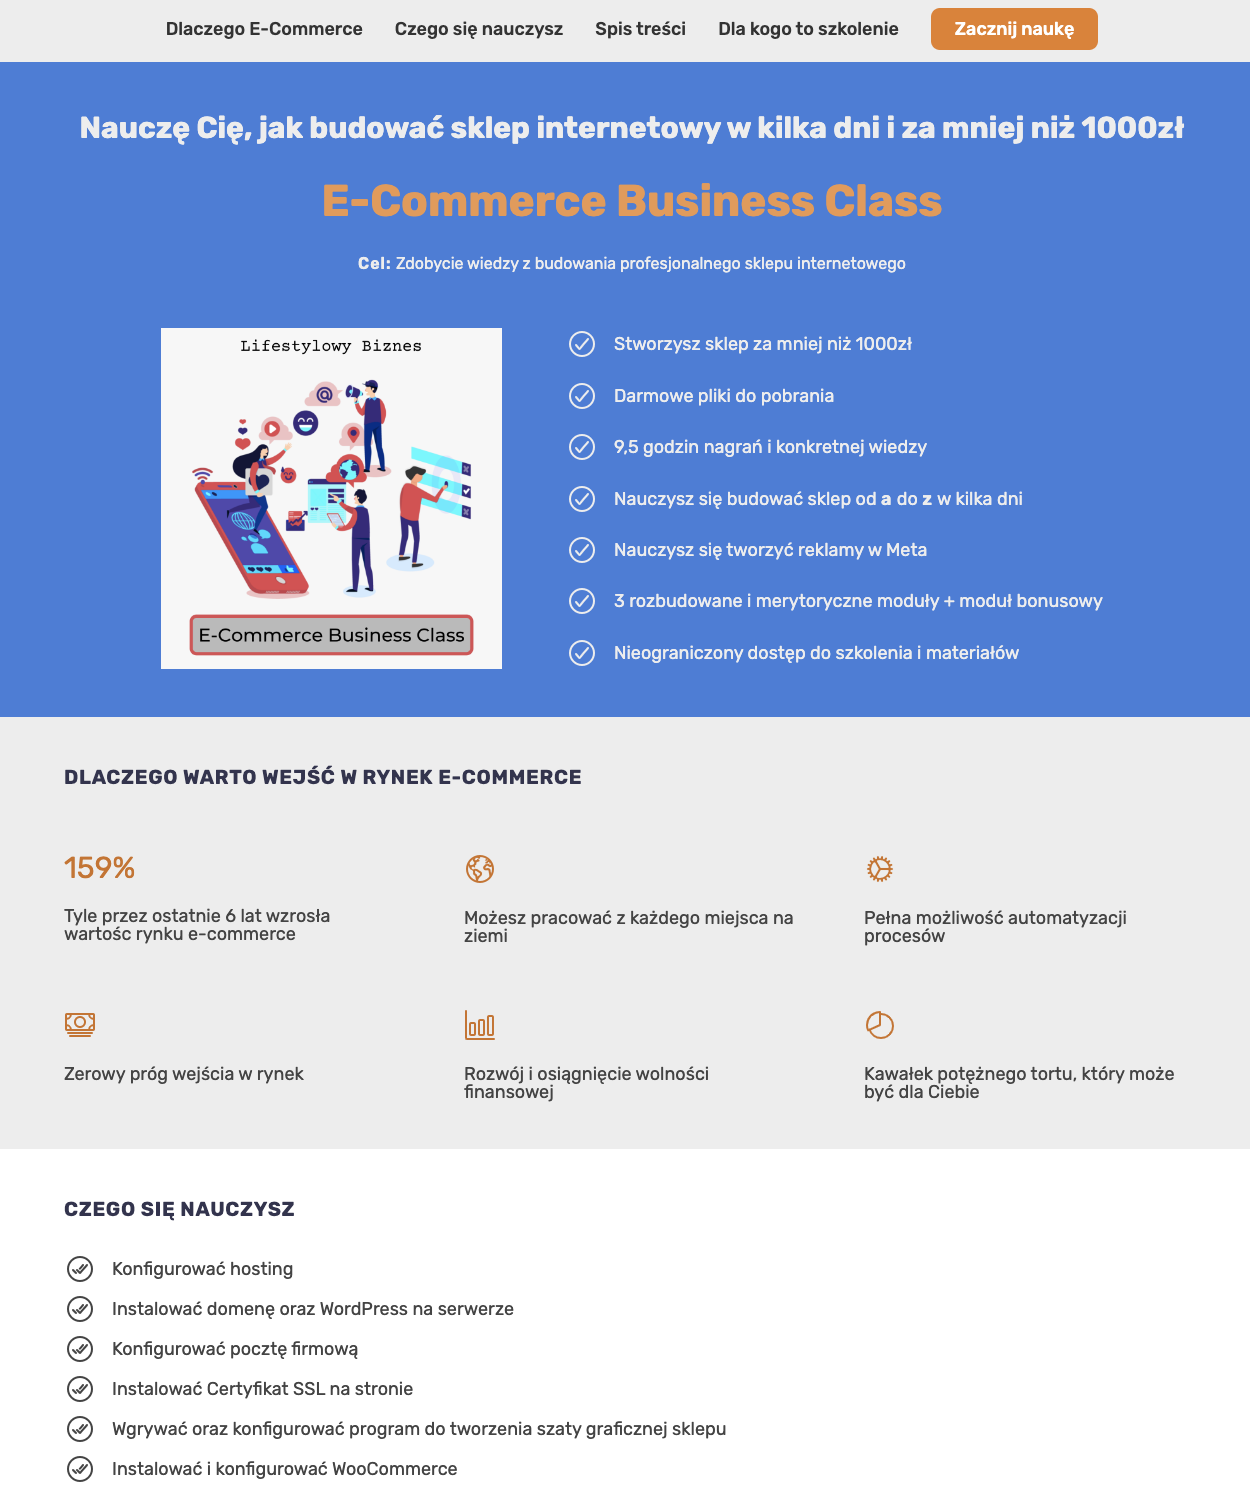 Dlaczego E-Commerce
Czego się nauczysz
Spis treści
Dla kogo to szkolenie
Zacznij naukę
Nauczę Cię, jak budować sklep internetowy w kilka dni i za mniej niż 1000zł
E-Commerce Business Class
Cel: Zdobycie wiedzy z budowania profesjonalnego sklepu internetowego
Lifestylowy Biznes
E-Commerce Business Class
Stworzysz sklep za mniej niż 1000zł
Darmowe pliki do pobrania
9,5 godzin nagrań i konkretnej wiedzy
Nauczysz się budować sklep od a do z w kilka dni
Nauczysz się tworzyć reklamy w Meta
3 rozbudowane i merytoryczne moduły + moduł bonusowy
Nieograniczony dostęp do szkolenia i materiałów
DLACZEGO WARTO WEJŚĆ W RYNEK E-COMMERCE
159%
Tyle przez ostatnie 6 lat wzrosła
wartośc rynku e-commerce
Możesz pracować z każdego miejsca na
ziemi
Pełna możliwość automatyzacji
procesów
Zerowy próg wejścia w rynek
Rozwój i osiągnięcie wolności
finansowej
Kawałek potężnego tortu, który może
być dla Ciebie
CZEGO SIĘ NAUCZYSZ
Konfigurować hosting
Instalować domenę oraz WordPress na serwerze
Konfigurować pocztę firmową
Instalować Certyfikat SSL na stronie
Wgrywać oraz konfigurować program do tworzenia szaty graficznej sklepu
Instalować i konfigurować WooCommerce